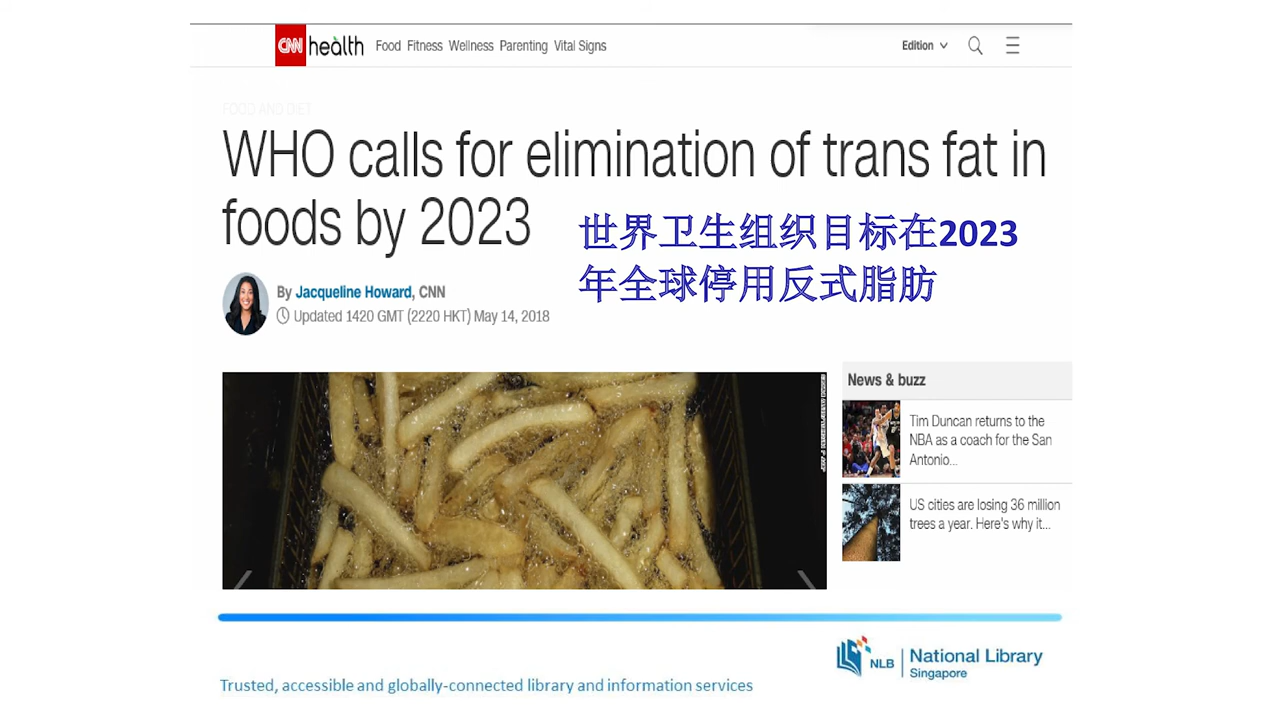 CNN health Food Fitness Wellness Parenting Vital Signs Edition
FOOD AND DIET
WHO calls for elimination of trans fat in
foods by 2023
世界卫生组织目标在2023
年全球停用反式脂肪
By Jacqueline Howard, CNN
Updated 1420 GMT (2220 HKT) May 14, 2018
News & buzz
Tim Duncan returns to the
NBA as a coach for the San
Antonio...
US cities are losing 36 million
trees a year. Here's why it...
NLB National Library
Singapore
Trusted, accessible and globally-connected library and information services